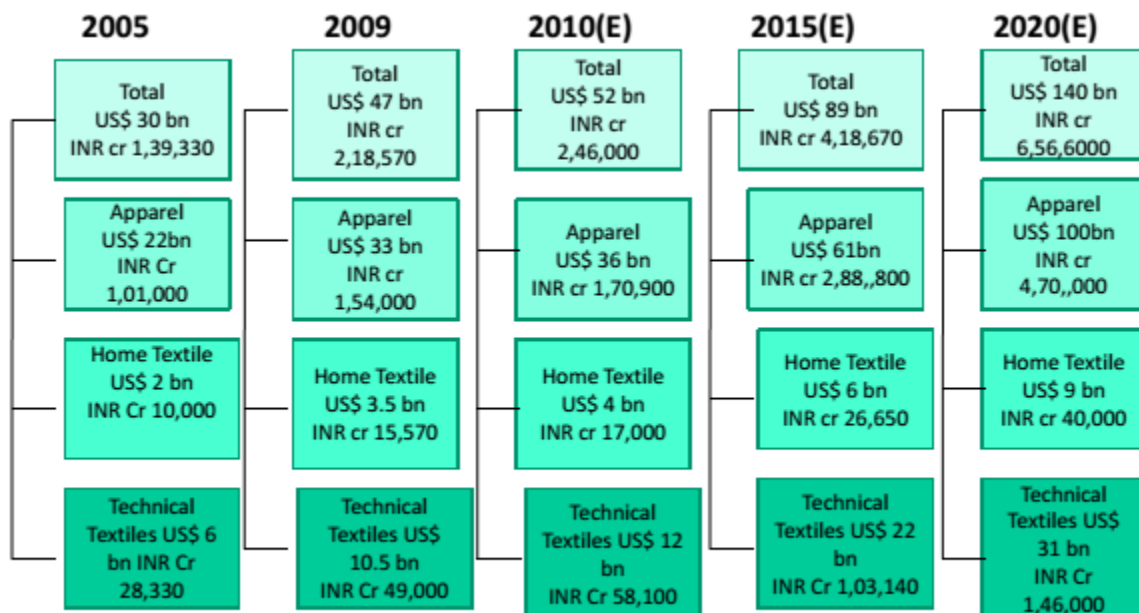 2005
Total
US$ 30 bn
INR cr 1,39,330
Apparel
US$ 22bn
INR Cr
1,01,000
Home Textile
US$ 2 bn
INR Cr 10,000
Technical
Textiles US$ 6
bn INR Cr
28,330
2009
Total
US$ 47 bn
INR cr
2,18,570
Apparel
US$ 33 bn
INR cr
1,54,000
Home Textile
US$ 3.5 bn
INR cr 15,570
Technical
Textiles US$
10.5 bn
INR Cr 49,000
2010(E)
Total
US$ 52 bn
INR cr
2,46,000
Apparel
US$ 36 bn
INR cr 1,70,900
Home Textile
US$ 4 bn
INR cr 17,000
Technical
Textiles US$ 12
bn
INR Cr 58,100
2015(E)
Total
US$ 89 bn
INR cr 4,18,670
Apparel
US$ 61bn
INR cr 2,88,,800
Home Textile
US$ 6 bn
INR cr 26,650
Technical
Textiles US$ 22
bn
INR Cr 1,03,140
2020(E)
Total
US$ 140 bn
INR cr
6,56,6000
Apparel
US$ 100bn
INR cr
4,70,,000
Home Textile
US$ 9 bn
INR cr 40,000
Technical
Textiles US$
31 bn
INR Cr
1,46,000